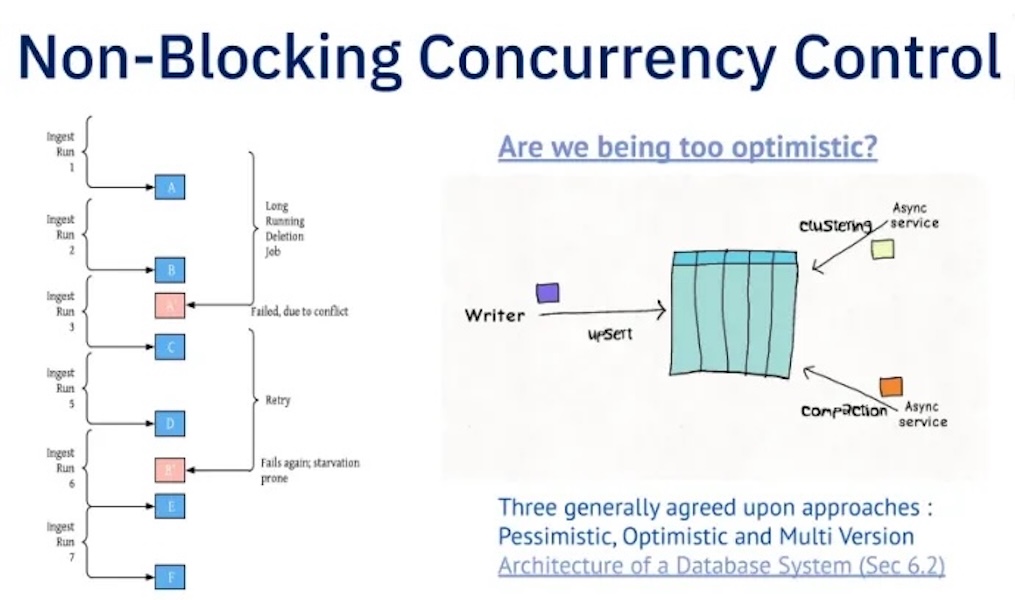 Non-Blocking Concurrency Control
Ingest
Run
1
A
Ingest
Run
2
B
Long
Running
Deletion
Job
A'
Failed, due to conflict
Ingest
Run
3
C
Ingest
Run
5
D
Retry
B'
Fails again; starvation
prone
Ingest
Run
6
E
Ingest
Run
7
F
Are we being too optimistic?
Writer
upsert
clustering
Async
service
compaction
Async
service
Three generally agreed upon approaches :
Pessimistic, Optimistic and Multi Version
Architecture of a Database System (Sec 6.2)